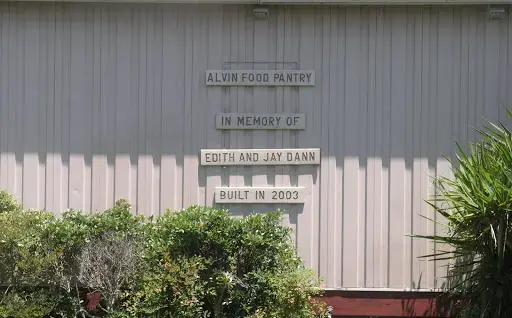 ALVIN FOOD PANTRY
IN MEMORY OF
EDITH AND JAY DANN
BUILT IN 2003